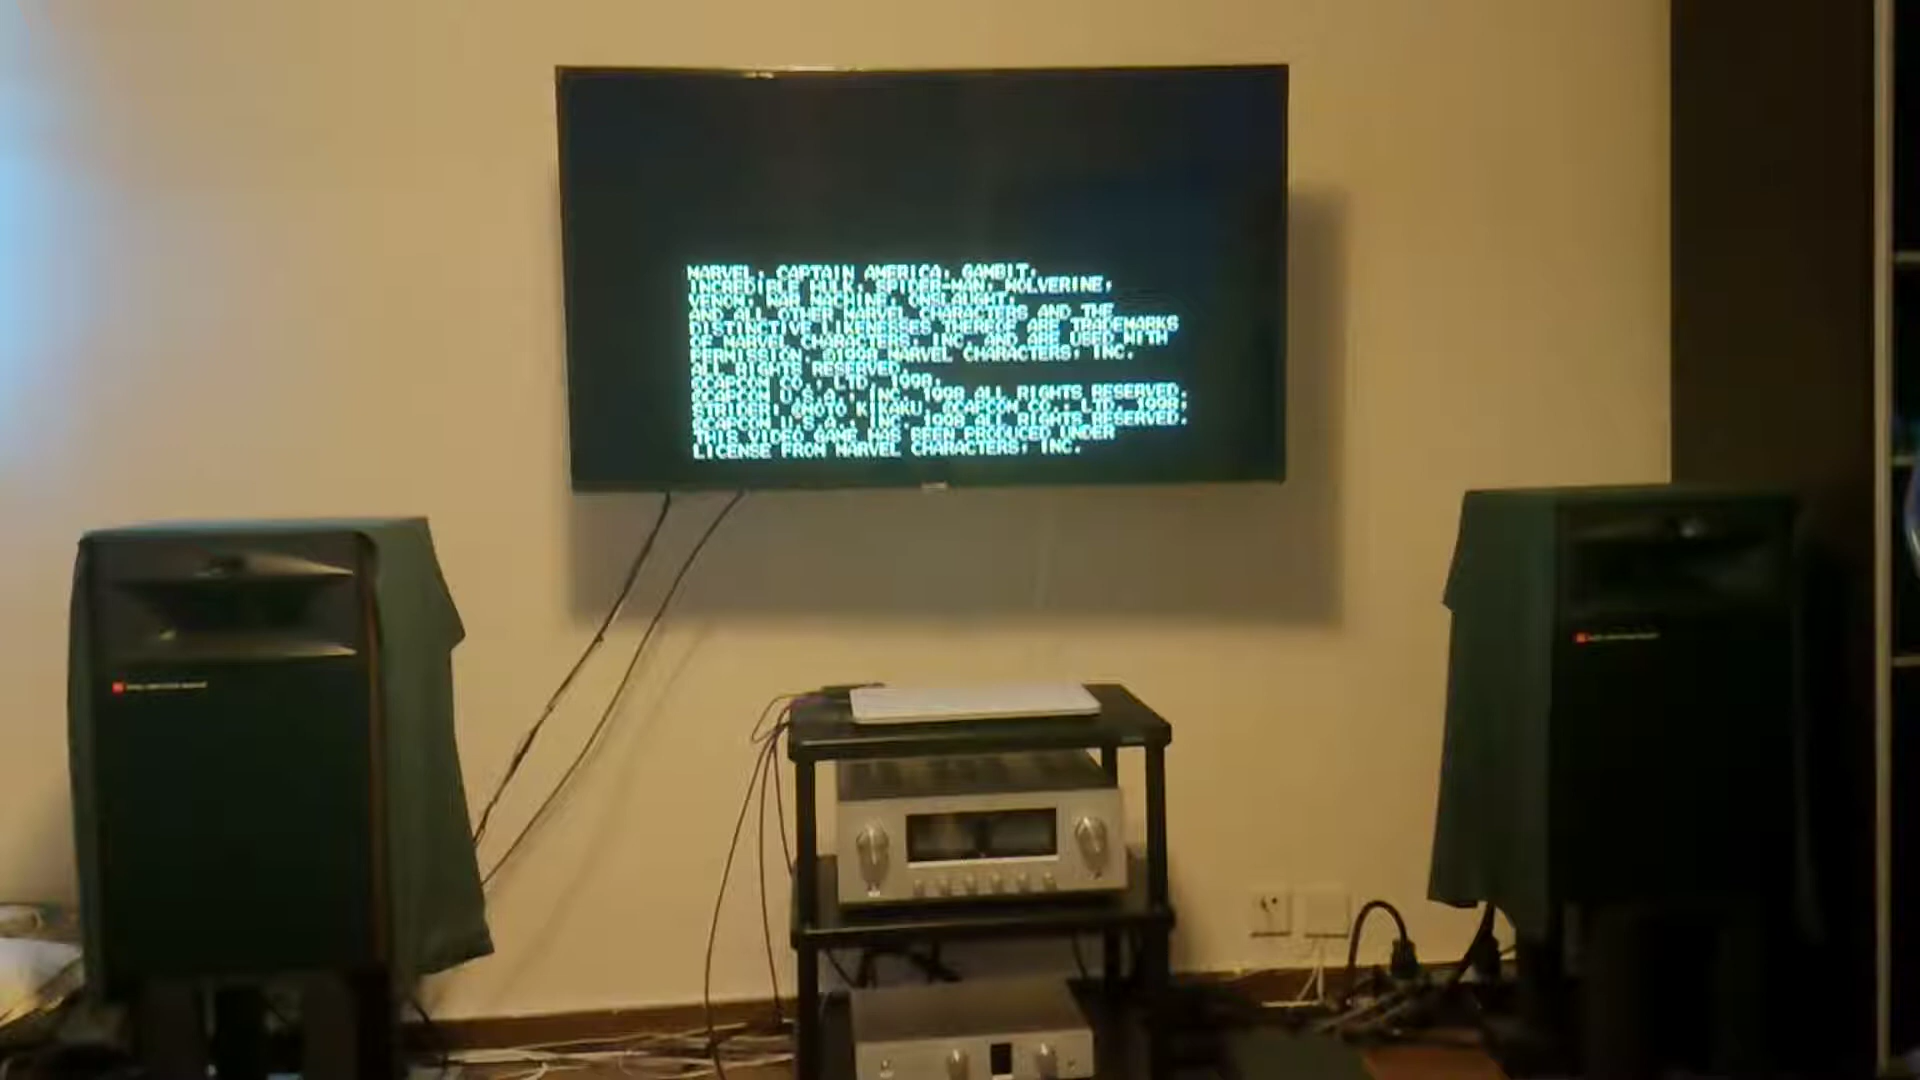 MARVEL, CAPTAIN AMERICA, GAMBIT,
INCREDIBLE HULK, SPIDER-MAN, WOLVERINE,
VENOM, WAR MACHINE, ONSLAUGHT,
AND ALL OTHER MARVEL CHARACTERS AND THE
DISTINCTIVE LIKENESSES THEREOF ARE TRADEMARKS
OF MARVEL CHARACTERS, INC. AND ARE USED WITH
PERMISSION. ©1998 MARVEL CHARACTERS, INC.
ALL RIGHTS RESERVED.
©CAPCOM CO., LTD. 1998,
©CAPCOM U.S.A., INC. 1998 ALL RIGHTS RESERVED.
STRIDER: ©MOTO KIKAKU, ©CAPCOM CO., LTD. 1998,
©CAPCOM U.S.A., INC. 1998 ALL RIGHTS RESERVED.
THIS VIDEO GAME HAS BEEN PRODUCED UNDER
LICENSE FROM MARVEL CHARACTERS, INC.